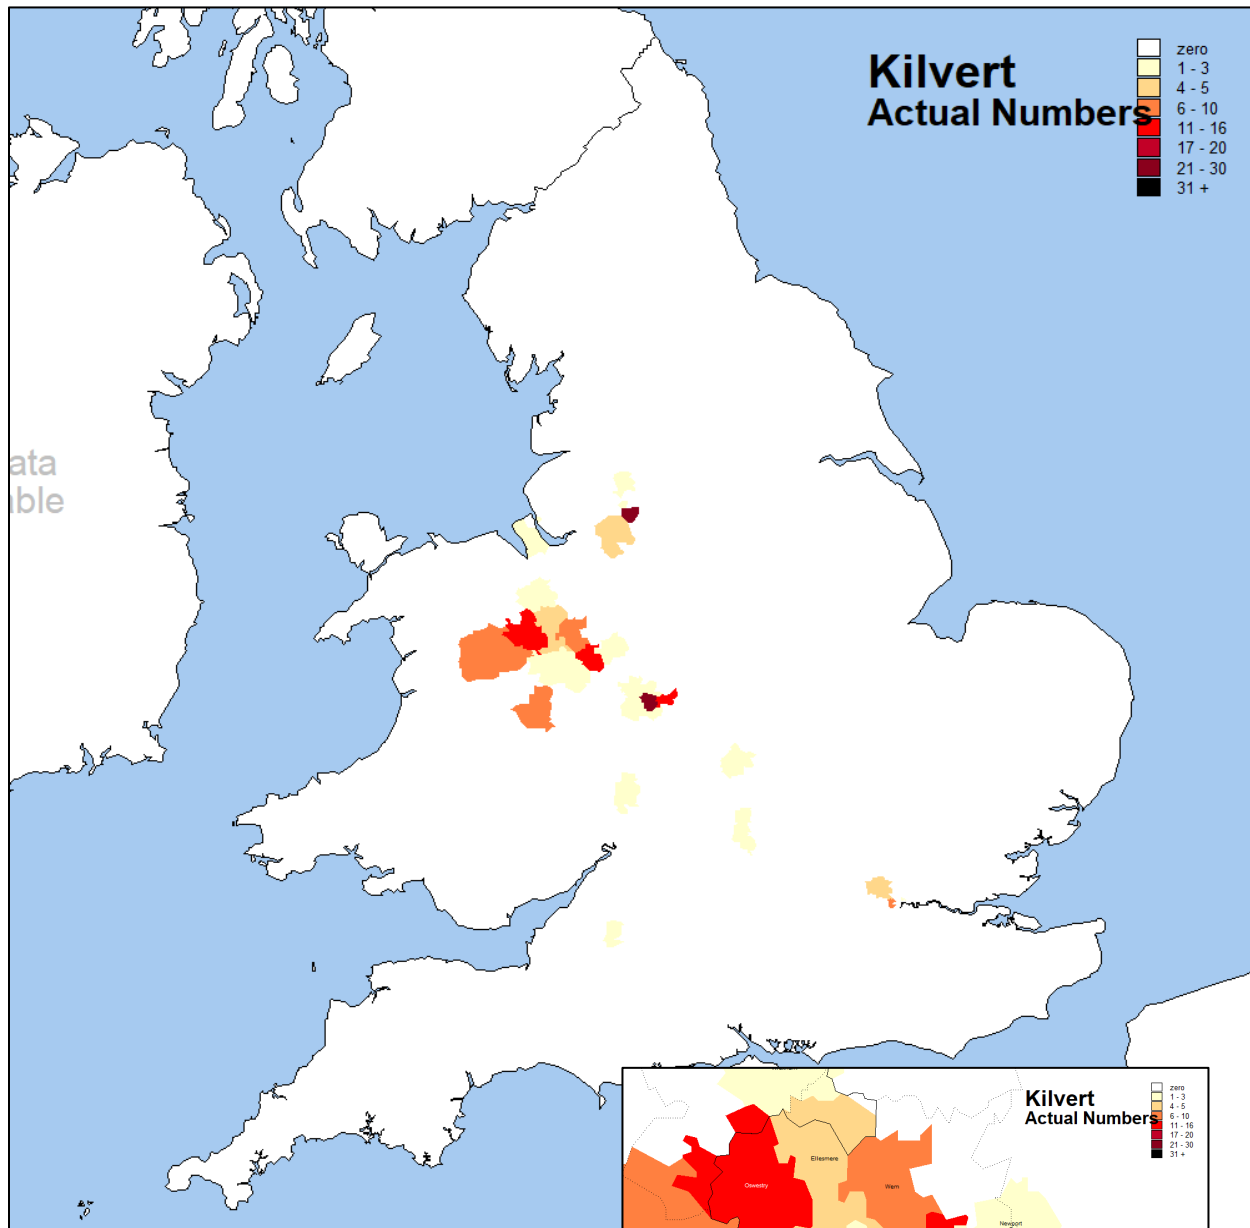 Kilvert
Actual Numbers
zero
1 - 3
4 - 5
6 - 10
11 - 16
17 - 20
21 - 30
31 +
ata
able
Kilvert
Actual Numbers
zero
1 - 3
4 - 5
6 - 10
11 - 16
17 - 20
21 - 30
31 +
Ellesmere
Oswestry
Wem
Newport